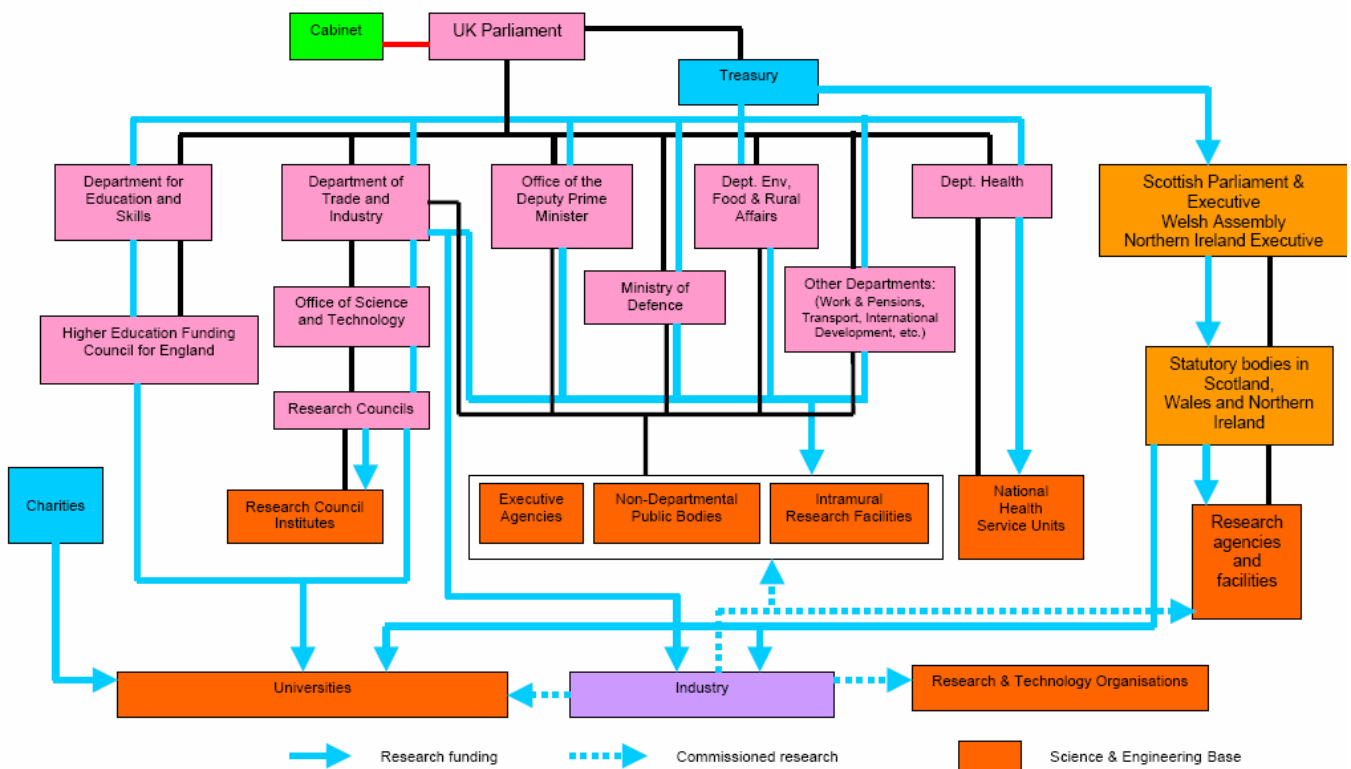 Cabinet
UK Parliament
Treasury
Department for
Education and
Skills
Department of
Trade and
Industry
Office of the
Deputy Prime
Minister
Dept. Env,
Food & Rural
Affairs
Dept. Health
Scottish Parliament &
Executive
Welsh Assembly
Northern Ireland Executive
Ministry of
Defence
Other Departments:
(Work & Pensions,
Transport, International
Development, etc.)
Office of Science
and Technology
Higher Education Funding
Council for England
Statutory bodies in
Scotland,
Wales and Northern
Ireland
Research Councils
Charities
Research Council
Institutes
Executive
Agencies
Non-Departmental
Public Bodies
Intramural
Research Facilities
National
Health
Service Units
Research
agencies
and
facilities
Universities
Industry
Research & Technology Organisations
Research funding
Commissioned research
Science & Engineering Base